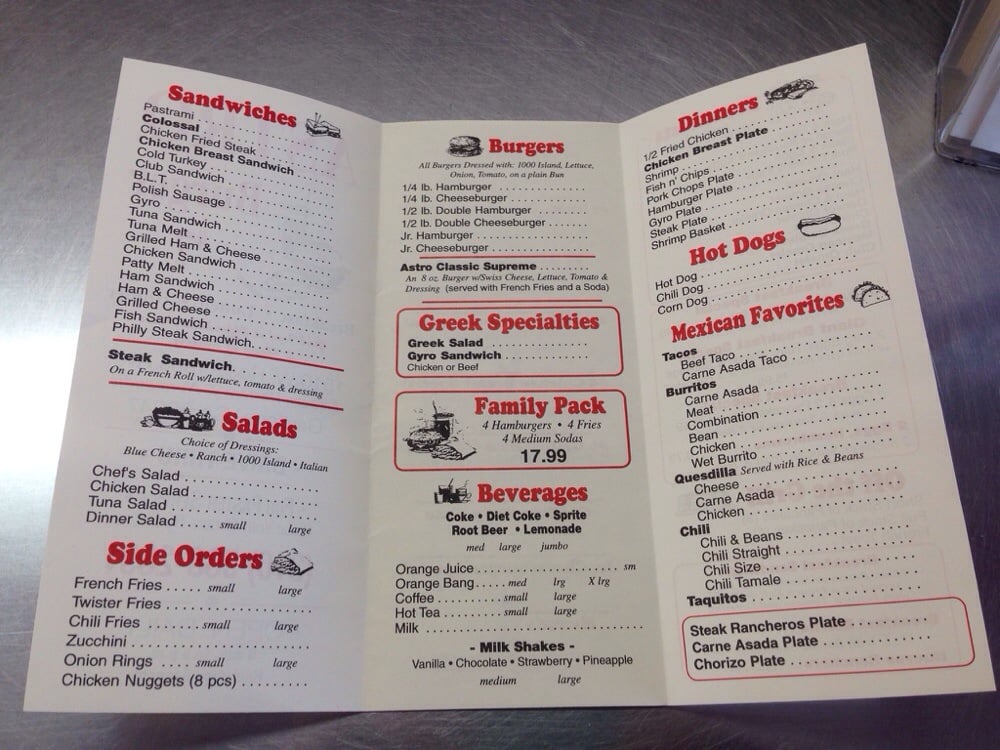 Sandwiches
Pastrami
Colossal
Chicken Fried Steak
Chicken Breast Sandwich
Cold Turkey
Club Sandwich
B.L.T.
Polish Sausage
Gyro
Tuna Sandwich
Tuna Melt
Grilled Ham & Cheese
Chicken Sandwich
Patty Melt
Ham Sandwich
Ham & Cheese
Grilled Cheese
Fish Sandwich
Philly Steak Sandwich
Steak Sandwich
On a French Roll w/lettuce, tomato & dressing
Salads
Choice of Dressings:
Blue Cheese • Ranch • 1000 Island • Italian
Chef's Salad
Chicken Salad
Tuna Salad
Dinner Salad ..... small large
Side Orders
French Fries ..... small large
Twister Fries
Chili Fries ..... small large
Zucchini
Onion Rings .... small large
Chicken Nuggets (8 pcs)
Burgers
All Burgers Dressed with: 1000 Island, Lettuce,
Onion, Tomato, on a plain Bun
1/4 lb. Hamburger
1/4 lb. Cheeseburger
1/2 lb. Double Hamburger
1/2 lb. Double Cheeseburger
Jr. Hamburger
Jr. Cheeseburger
Astro Classic Supreme
An 8 oz. Burger w/Swiss Cheese, Lettuce, Tomato &
Dressing (served with French Fries and a Soda)
Greek Specialties
Greek Salad
Gyro Sandwich
Chicken or Beef
Family Pack
4 Hamburgers • 4 Fries
4 Medium Sodas
17.99
Beverages
Coke • Diet Coke • Sprite
Root Beer • Lemonade
med large jumbo
Orange Juice ..... sm
Orange Bang ..... med lrg X lrg
Coffee ..... small large
Hot Tea ..... small large
Milk
- Milk Shakes -
Vanilla • Chocolate • Strawberry • Pineapple
medium large
Dinners
1/2 Fried Chicken
Chicken Breast Plate
Shrimp
Fish n' Chips
Pork Chops Plate
Hamburger Plate
Gyro Plate
Steak Plate
Shrimp Basket
Hot Dogs
Hot Dog
Chili Dog
Corn Dog
Mexican Favorites
Tacos
Beef Taco
Carne Asada Taco
Burritos
Carne Asada
Meat
Combination
Bean
Chicken
Wet Burrito
Quesdilla Served with Rice & Beans
Cheese
Carne Asada
Chicken
Chili
Chili & Beans
Chili Straight
Chili Size
Chili Tamale
Taquitos
Steak Rancheros Plate
Carne Asada Plate
Chorizo Plate